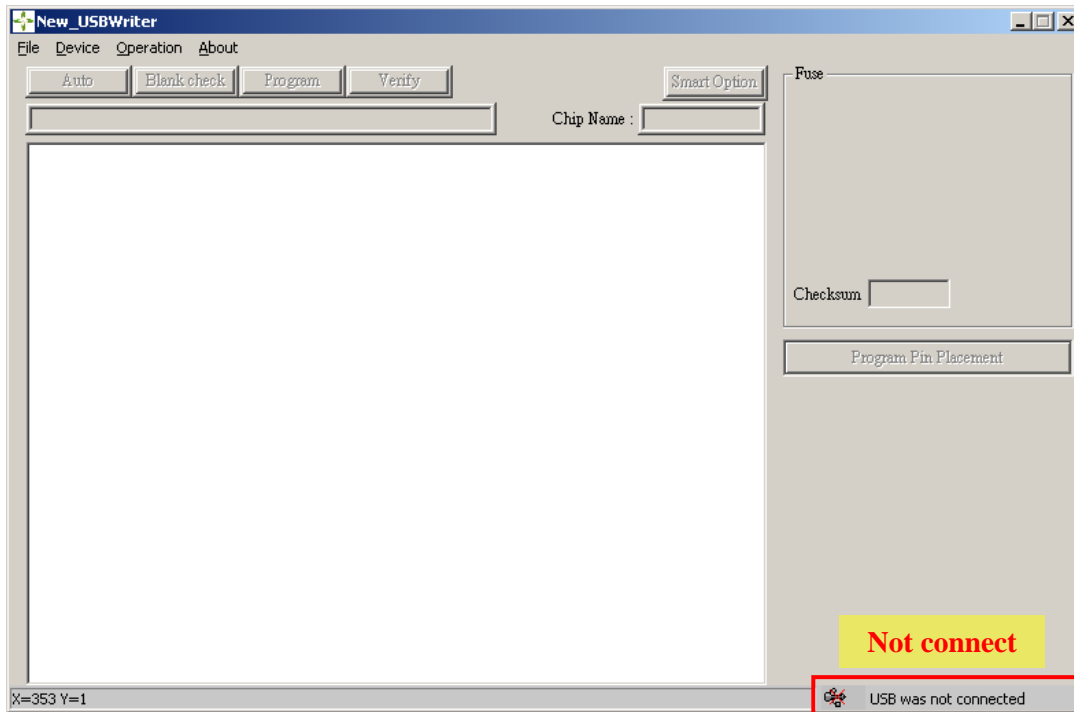 New_USBWriter
File Device Operation About
Auto Blank check Program Verify Smart Option
Chip Name :
Fuse
Checksum
Program Pin Placement
Not connect
X=353 Y=1
USB was not connected